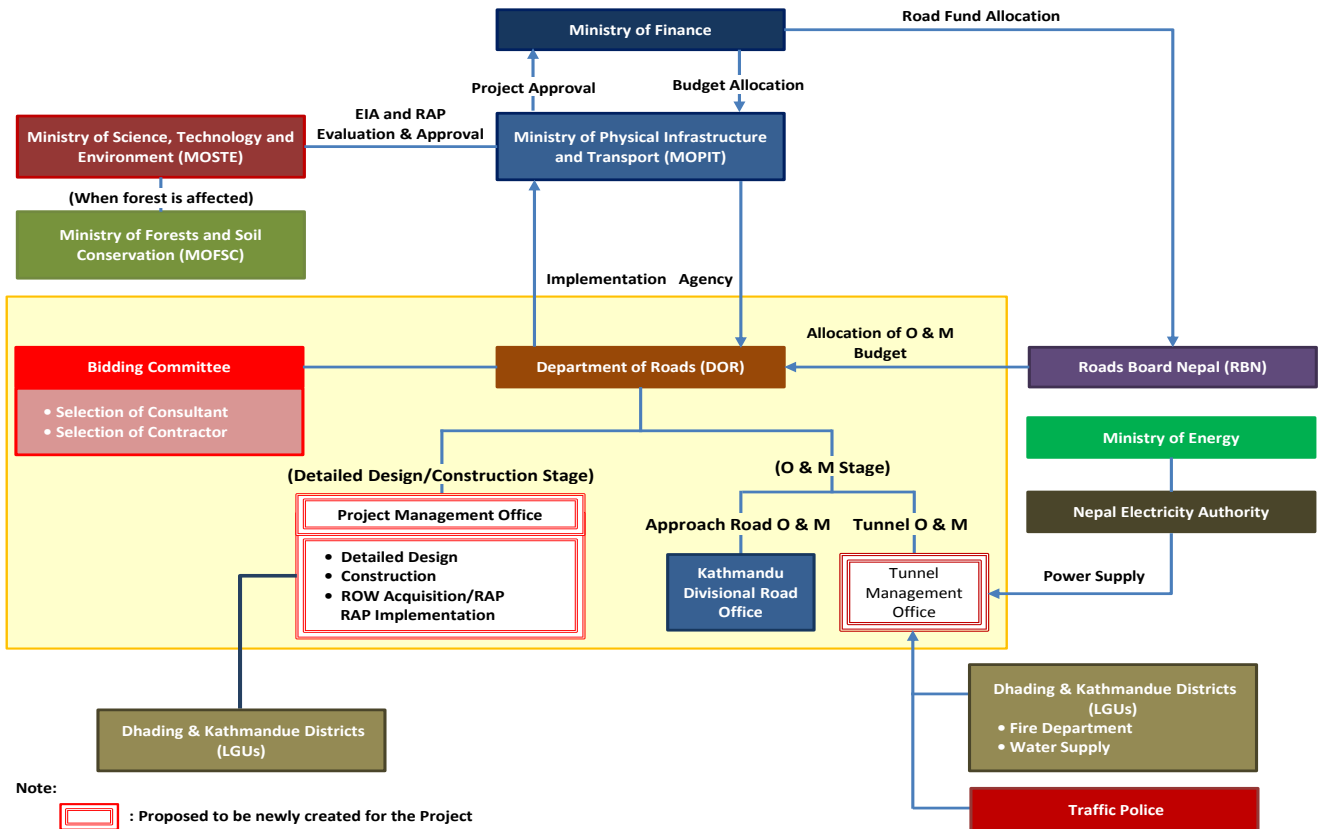 Ministry of Finance
Road Fund Allocation
Project Approval
Budget Allocation
EIA and RAP
Evaluation & Approval
Ministry of Science, Technology and
Environment (MOSTE)
Ministry of Physical Infrastructure
and Transport (MOPIT)
(When forest is affected)
Ministry of Forests and Soil
Conservation (MOFSC)
Implementation Agency
Allocation of O & M
Budget
Bidding Committee
• Selection of Consultant
• Selection of Contractor
Department of Roads (DOR)
Roads Board Nepal (RBN)
Ministry of Energy
Nepal Electricity Authority
Power Supply
(Detailed Design/Construction Stage)
(O & M Stage)
Project Management Office
• Detailed Design
• Construction
• ROW Acquisition/RAP
RAP Implementation
Approach Road O & M
Tunnel O & M
Kathmandu
Divisional Road
Office
Tunnel
Management
Office
Dhading & Kathmandue Districts
(LGUs)
Dhading & Kathmandue Districts
(LGUs)
• Fire Department
• Water Supply
Traffic Police
Note:
: Proposed to be newly created for the Project